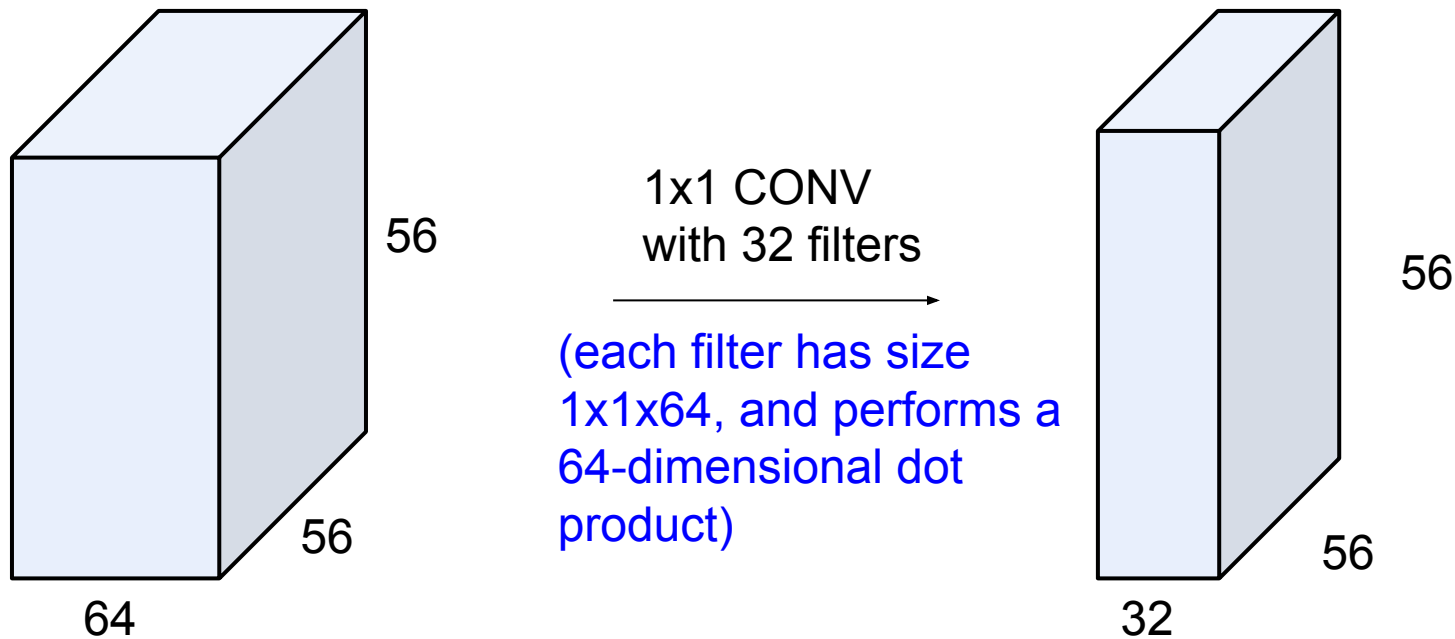 56
56
64
1x1 CONV
with 32 filters
(each filter has size
1x1x64, and performs a
64-dimensional dot
product)
56
56
32